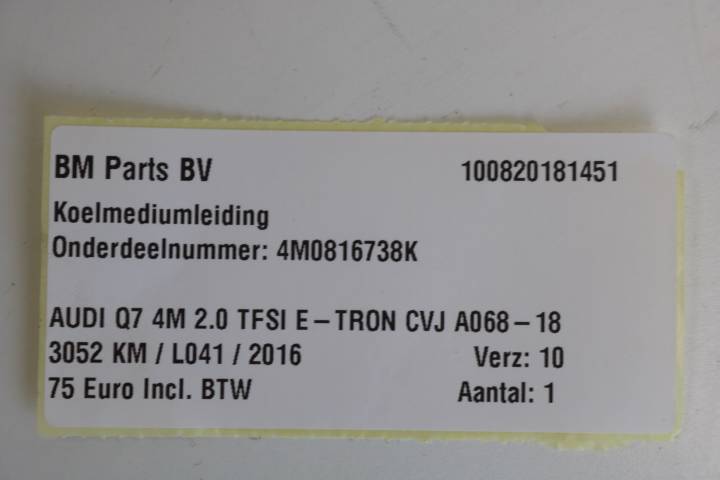 BM Parts BV 100820181451
Koelmediumleiding
Onderdeelnummer: 4M0816738K
AUDI Q7 4M 2.0 TFSI E-TRON CVJ A068-18
3052 KM / L041 / 2016 Verz: 10
75 Euro Incl. BTW Aantal: 1